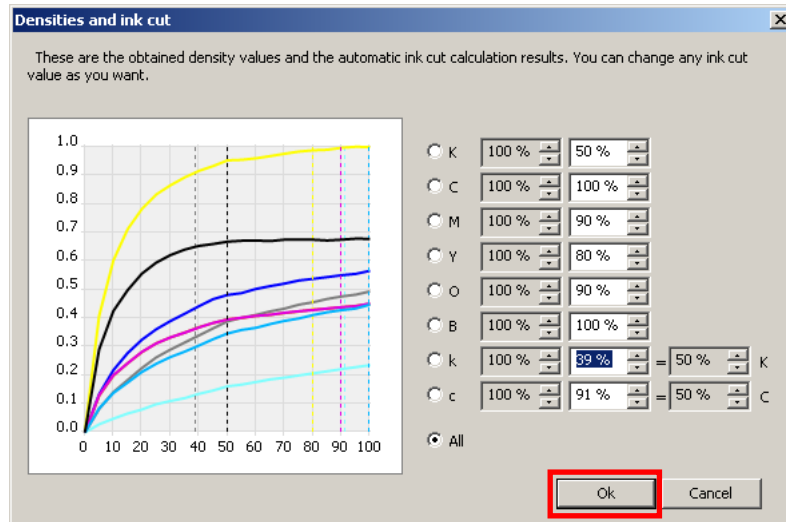 Densities and ink cut
These are the obtained density values and the automatic ink cut calculation results. You can change any ink cut
value as you want.
1.0
0.9
0.8
0.7
0.6
0.5
0.4
0.3
0.2
0.1
0.0
0 10 20 30 40 50 60 70 80 90 100
K 100 % 50 %
C 100 % 100 %
M 100 % 90 %
Y 100 % 80 %
O 100 % 90 %
B 100 % 100 %
k 100 % 39 % = 50 % K
c 100 % 91 % = 50 % C
All
Ok Cancel